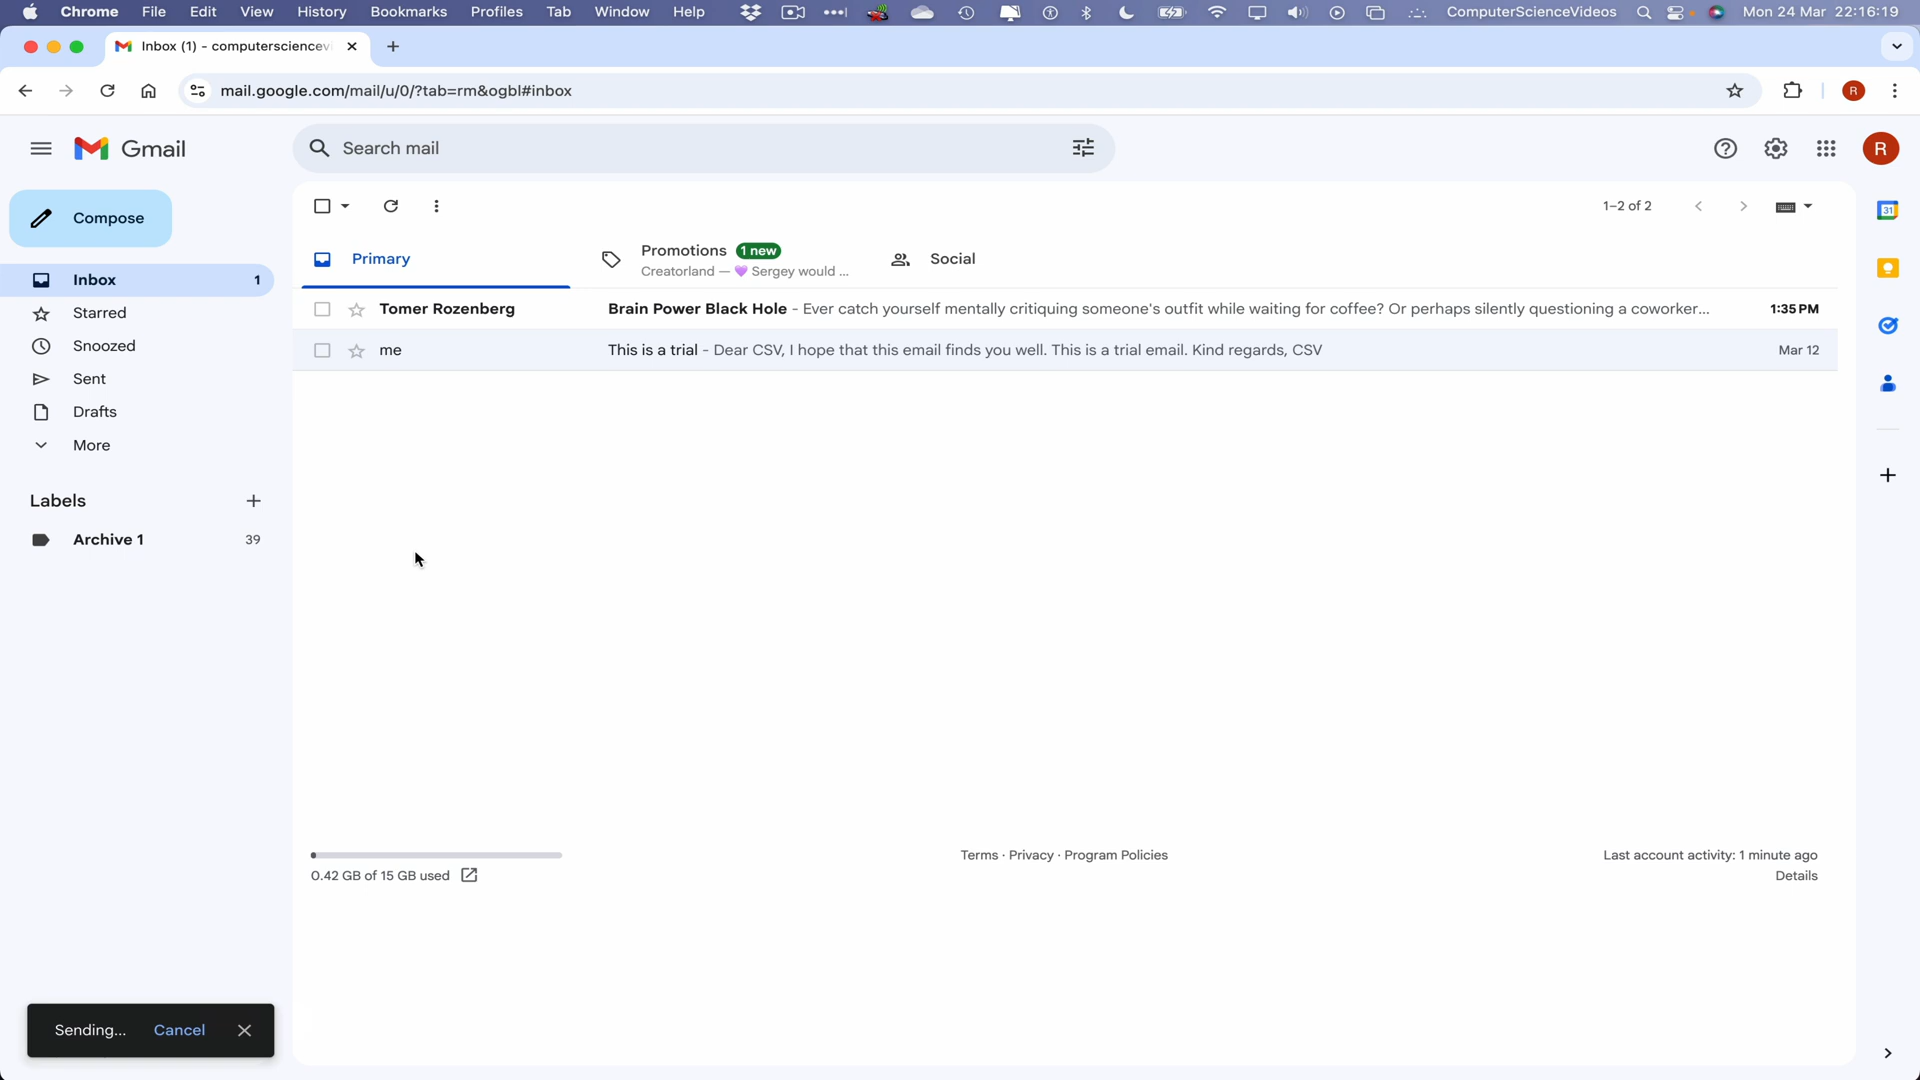 Chrome File Edit View History Bookmarks Profiles Tab Window Help ComputerScienceVideos Mon 24 Mar 22:16:19
Inbox (1) - computersciencev
mail.google.com/mail/u/0/?tab=rm&ogbl#inbox R
Gmail Search mail R
Compose 1–2 of 2
Primary Promotions 1 new Social
Creatorland — 💜 Sergey would ...
Inbox 1
Starred
Snoozed
Sent
Drafts
More
Tomer Rozenberg Brain Power Black Hole - Ever catch yourself mentally critiquing someone's outfit while waiting for coffee? Or perhaps silently questioning a coworker... 1:35 PM
me This is a trial - Dear CSV, I hope that this email finds you well. This is a trial email. Kind regards, CSV Mar 12
31
Labels
Archive 1 39
Terms · Privacy · Program Policies Last account activity: 1 minute ago
0.42 GB of 15 GB used Details
Sending... Cancel